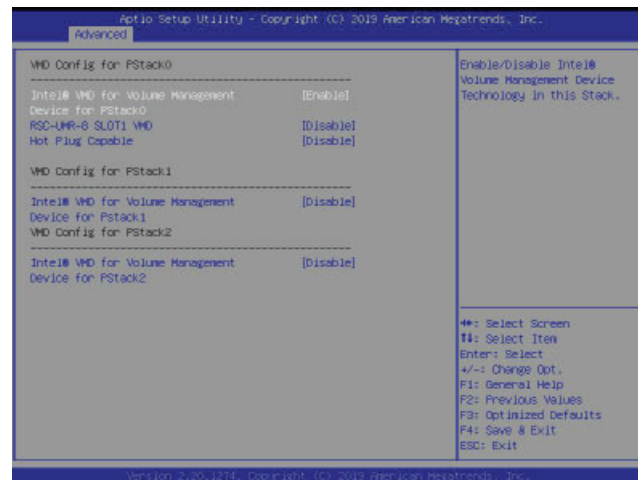 Aptio Setup Utility - Copyright (C) 2019 American Megatrends, Inc.
Advanced
VMD Config for PStack0
Intel® VMD for Volume Management [Enable]
Device for PStack0
RSC-UMR-8 SLOT1 VMD [Disable]
Hot Plug Capable [Disable]
VMD Config for PStack1
Intel® VMD for Volume Management [Disable]
Device for Pstack1
VMD Config for PStack2
Intel® VMD for Volume Management [Disable]
Device for PStack2
Enable/Disable Intel®
Volume Management Device
Technology in this Stack.
→←: Select Screen
↑↓: Select Item
Enter: Select
+/-: Change Opt.
F1: General Help
F2: Previous Values
F3: Optimized Defaults
F4: Save & Exit
ESC: Exit
Version 2.20.1274. Copyright (C) 2019 American Megatrends, Inc.